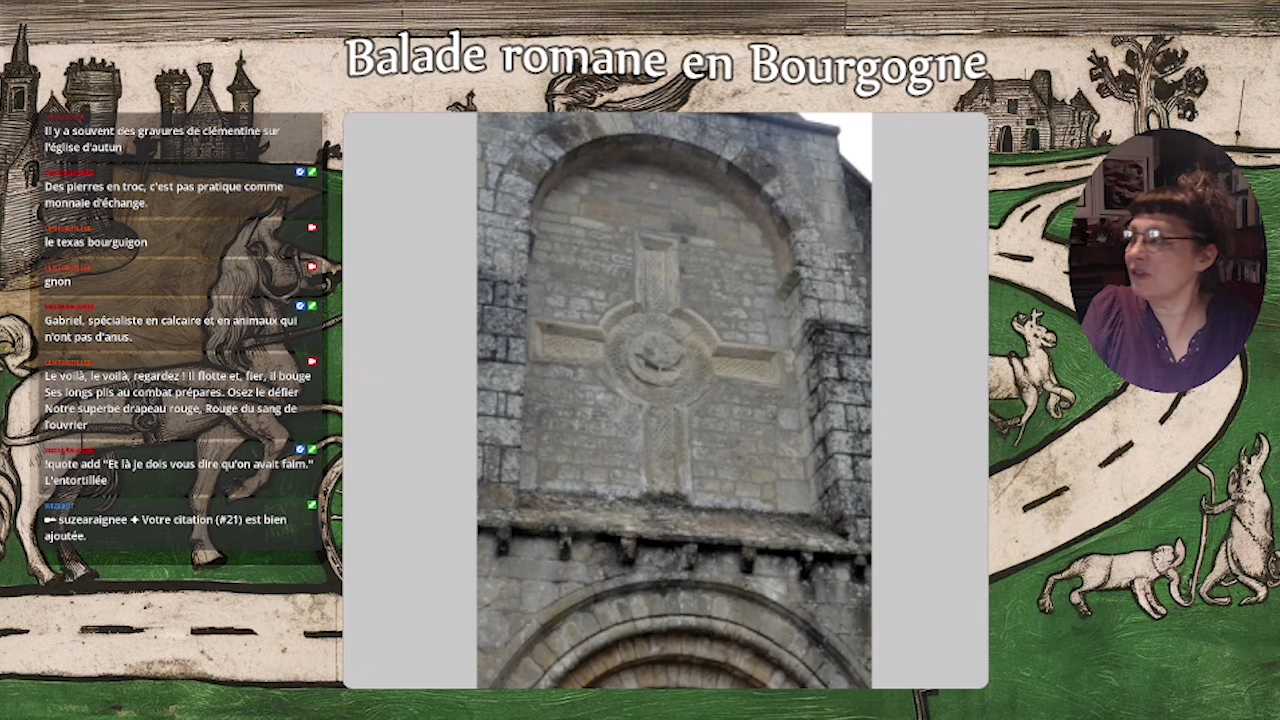 Balade romane en Bourgogne
Il y a souvent des gravures de clémentine sur
l'église d'autun
Des pierres en troc, c'est pas pratique comme
monnaie d'échange.
le texas bourguigon
gnon
Gabriel, spécialiste en calcaire et en animaux qui
n'ont pas d'anus.
Le voilà, le voilà, regardez ! Il flotte et, fier, il bouge
Ses longs plis au combat prépares. Osez le défier
Notre superbe drapeau rouge, Rouge du sang de
l'ouvrier
!quote add "Et là je dois vous dire qu'on avait faim."
L'entortillée
WIZEBOT
suzearaignee ✦ Votre citation (#21) est bien
ajoutée.